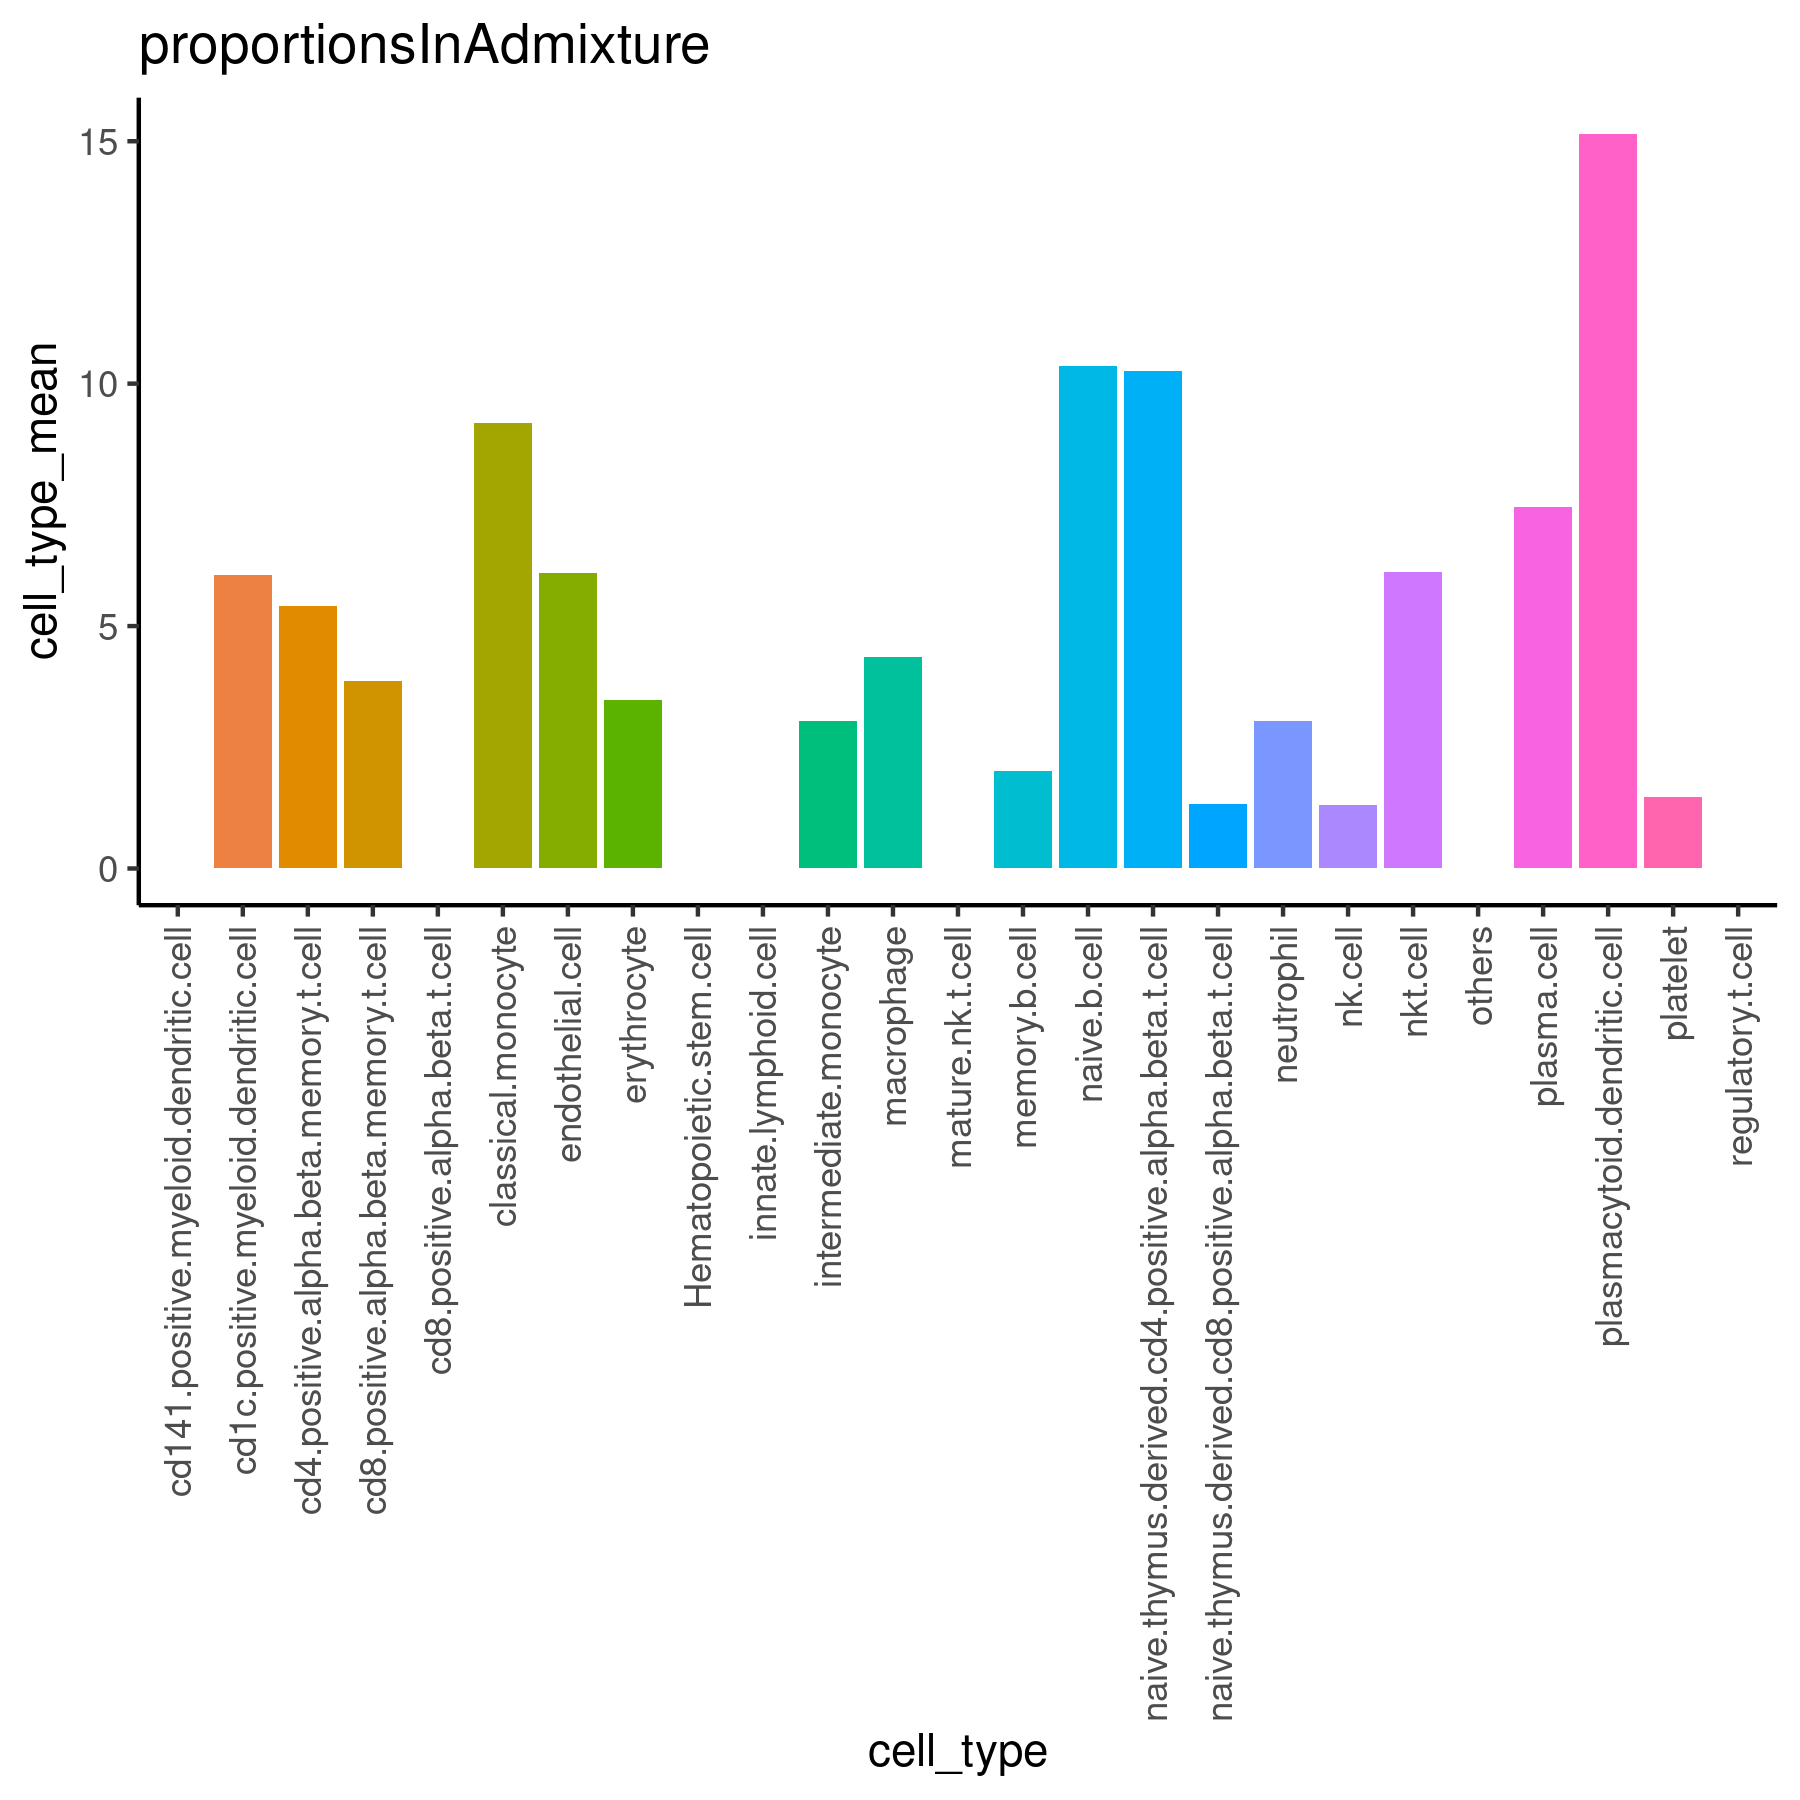 proportionsInAdmixture
cell_type_mean
15
10
5
0
cd141.positive.myeloid.dendritic.cell
cd1c.positive.myeloid.dendritic.cell
cd4.positive.alpha.beta.memory.t.cell
cd8.positive.alpha.beta.memory.t.cell
cd8.positive.alpha.beta.t.cell
classical.monocyte
endothelial.cell
erythrocyte
Hematopoietic.stem.cell
innate.lymphoid.cell
intermediate.monocyte
macrophage
mature.nk.t.cell
memory.b.cell
naive.b.cell
naive.thymus.derived.cd4.positive.alpha.beta.t.cell
naive.thymus.derived.cd8.positive.alpha.beta.t.cell
neutrophil
nk.cell
nkt.cell
others
plasma.cell
plasmacytoid.dendritic.cell
platelet
regulatory.t.cell
cell_type